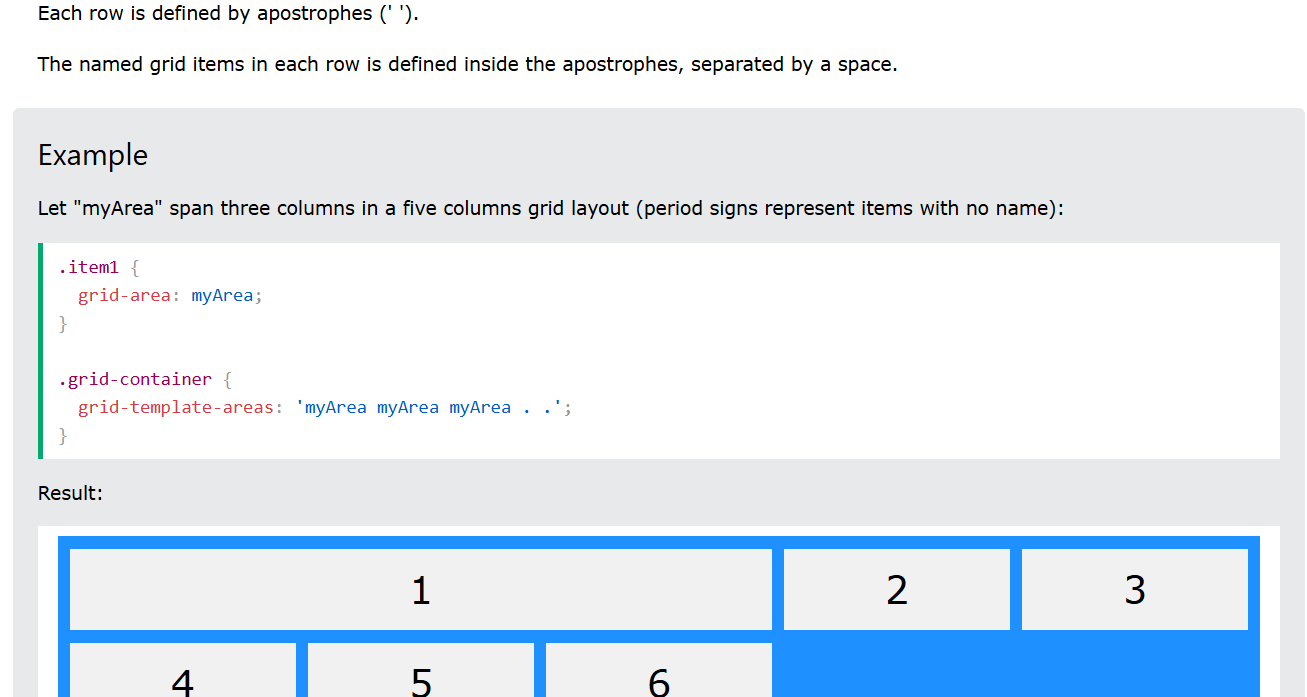 Each row is defined by apostrophes (' ').
The named grid items in each row is defined inside the apostrophes, separated by a space.
Example
Let "myArea" span three columns in a five columns grid layout (period signs represent items with no name):
.item1 {
  grid-area: myArea;
}

.grid-container {
  grid-template-areas: 'myArea myArea myArea . .';
}
Result:
1 2 3
4 5 6